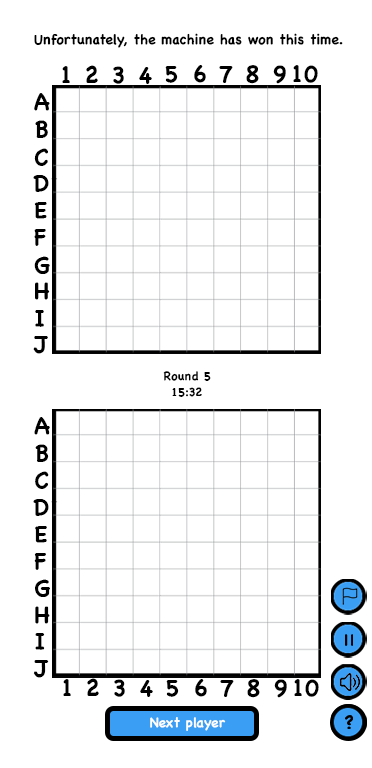 Unfortunately, the machine has won this time.
1 2 3 4 5 6 7 8 9 10
A
B
C
D
E
F
G
H
I
J
Round 5
15:32
A
B
C
D
E
F
G
H
I
J
1 2 3 4 5 6 7 8 9 10
Next player
?